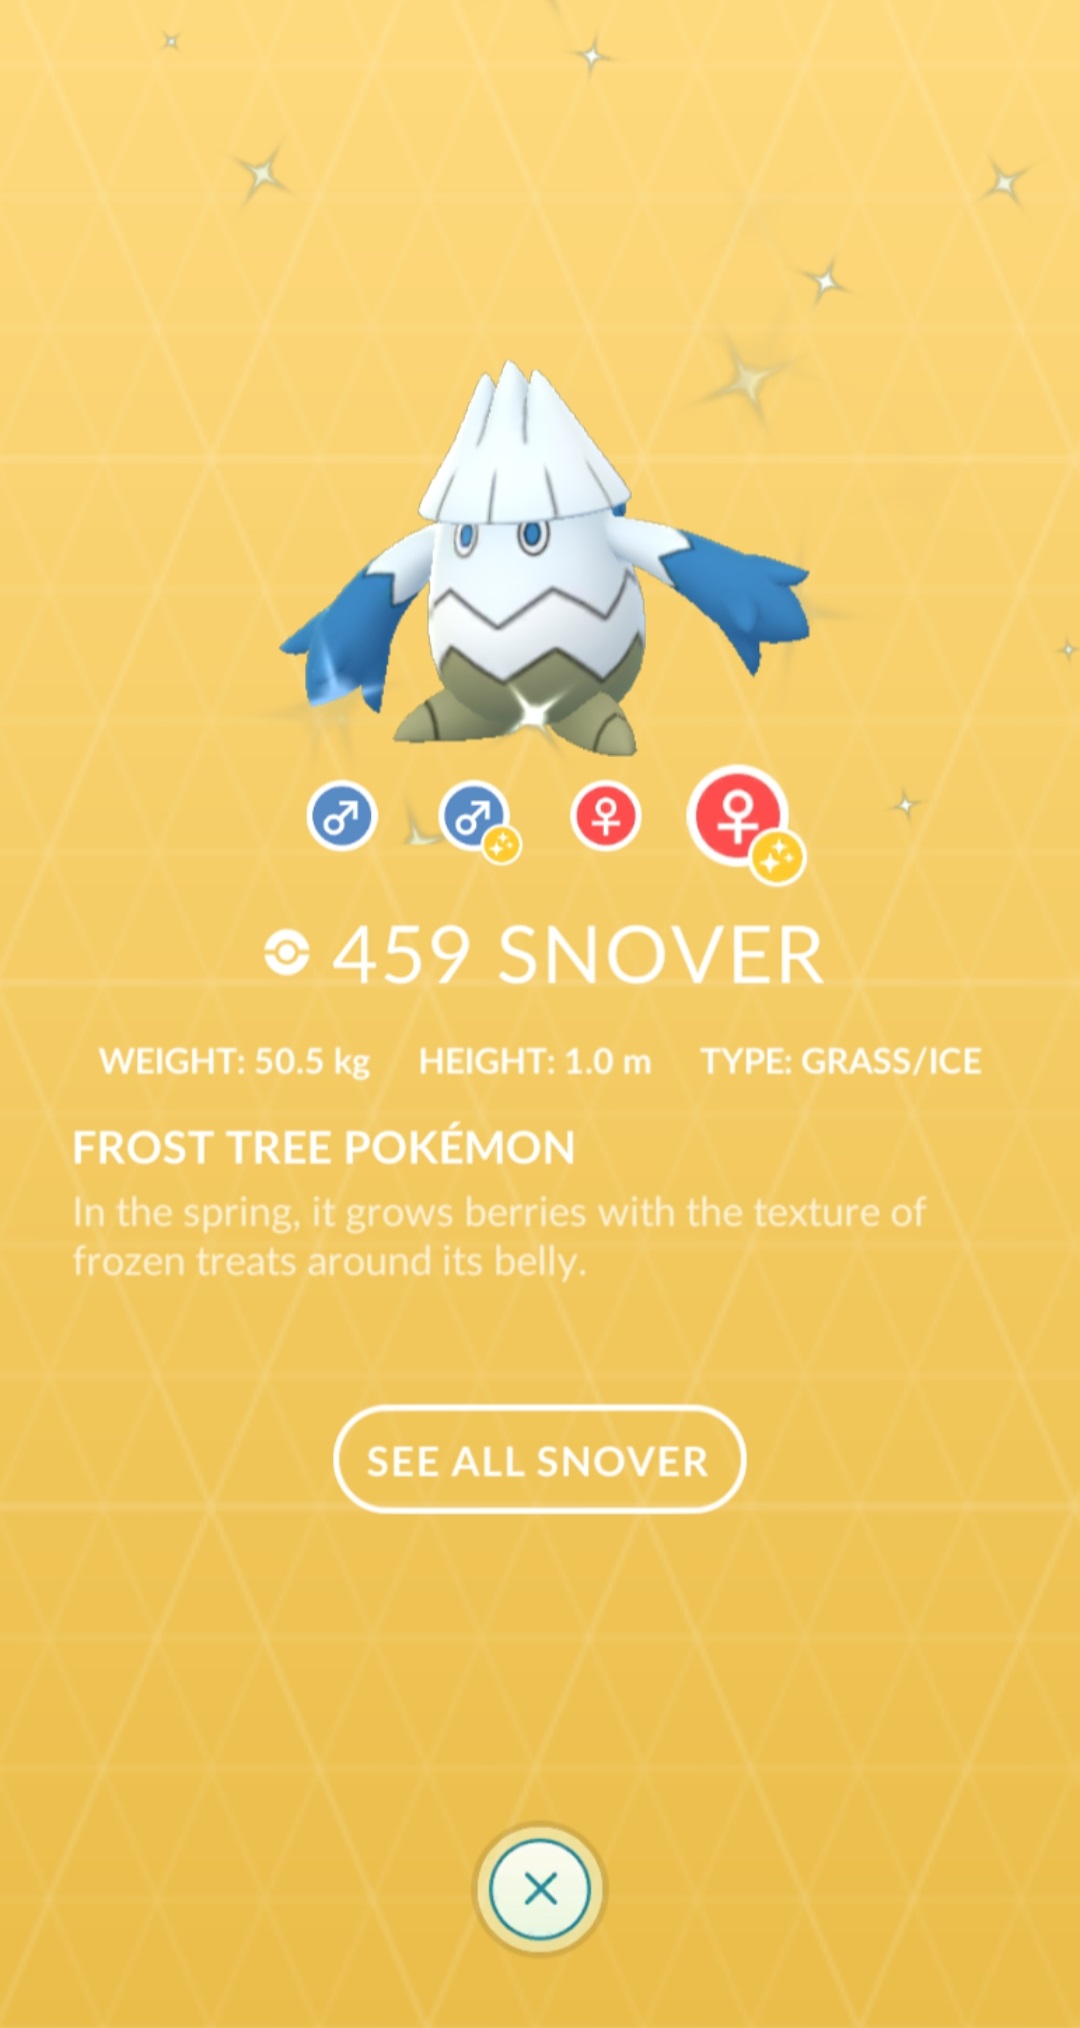 459 SNOVER
WEIGHT: 50.5 kg HEIGHT: 1.0 m TYPE: GRASS/ICE
FROST TREE POKÉMON
In the spring, it grows berries with the texture of
frozen treats around its belly.
SEE ALL SNOVER